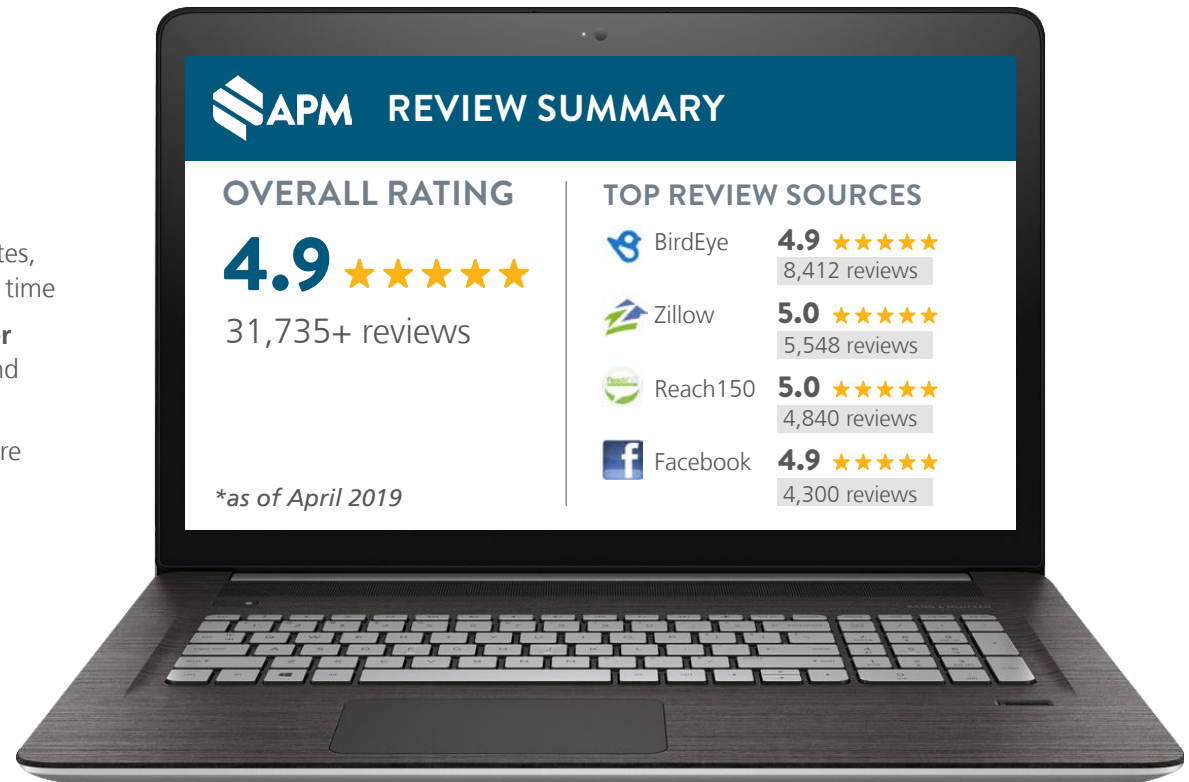 tes,
time
r
nd
re
APM REVIEW SUMMARY
OVERALL RATING
4.9
31,735+ reviews
*as of April 2019
TOP REVIEW SOURCES
BirdEye 4.9
8,412 reviews
Zillow 5.0
5,548 reviews
Reach150 5.0
4,840 reviews
Facebook 4.9
4,300 reviews